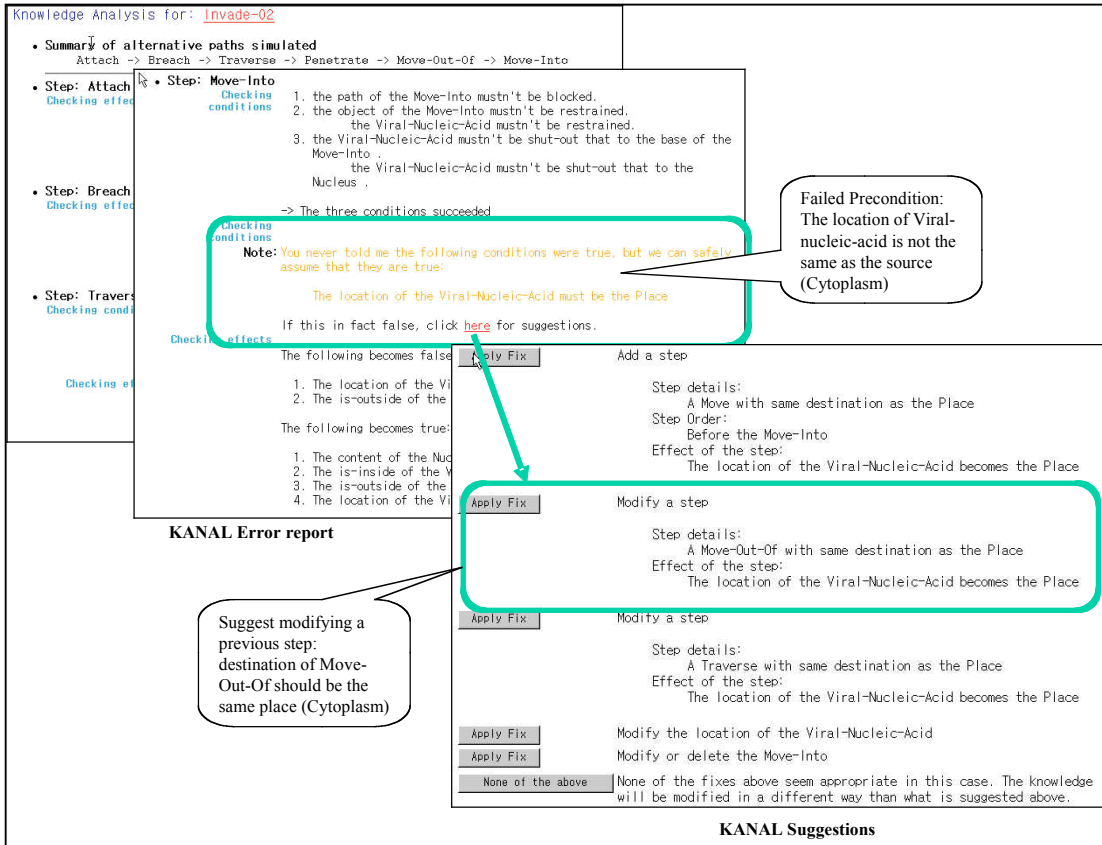 Knowledge Analysis for: Invade-02
• Summary of alternative paths simulated
Attach -> Breach -> Traverse -> Penetrate -> Move-Out-Of -> Move-Into
• Step: Attach
Checking effec
• Step: Breach
Checking effec
• Step: Travers
Checking condi
Checking ef
• Step: Move-Into
Checking
conditions
1. the path of the Move-Into mustn't be blocked.
2. the object of the Move-Into mustn't be restrained.
the Viral-Nucleic-Acid mustn't be restrained.
3. the Viral-Nucleic-Acid mustn't be shut-out that to the base of the
Move-Into .
the Viral-Nucleic-Acid mustn't be shut-out that to the
Nucleus .
-> The three conditions succeeded
Checking
conditions
Note: You never told me the following conditions were true, but we can safely
assume that they are true:
The location of the Viral-Nucleic-Acid must be the Place
If this in fact false, click here for suggestions.
Checking effects
The following becomes false
1. The location of the Vi
2. The is-outside of the
The following becomes true:
1. The content of the Nuc
2. The is-inside of the V
3. The is-outside of the
4. The location of the Vi
KANAL Error report
Failed Precondition:
The location of Viral-
nucleic-acid is not the
same as the source
(Cytoplasm)
Apply Fix Add a step
Step details:
A Move with same destination as the Place
Step Order:
Before the Move-Into
Effect of the step:
The location of the Viral-Nucleic-Acid becomes the Place
Apply Fix Modify a step
Step details:
A Move-Out-Of with same destination as the Place
Effect of the step:
The location of the Viral-Nucleic-Acid becomes the Place
Apply Fix Modify a step
Step details:
A Traverse with same destination as the Place
Effect of the step:
The location of the Viral-Nucleic-Acid becomes the Place
Apply Fix Modify the location of the Viral-Nucleic-Acid
Apply Fix Modify or delete the Move-Into
None of the above None of the fixes above seem appropriate in this case. The knowledge
will be modified in a different way than what is suggested above.
Suggest modifying a
previous step:
destination of Move-
Out-Of should be the
same place (Cytoplasm)
KANAL Suggestions